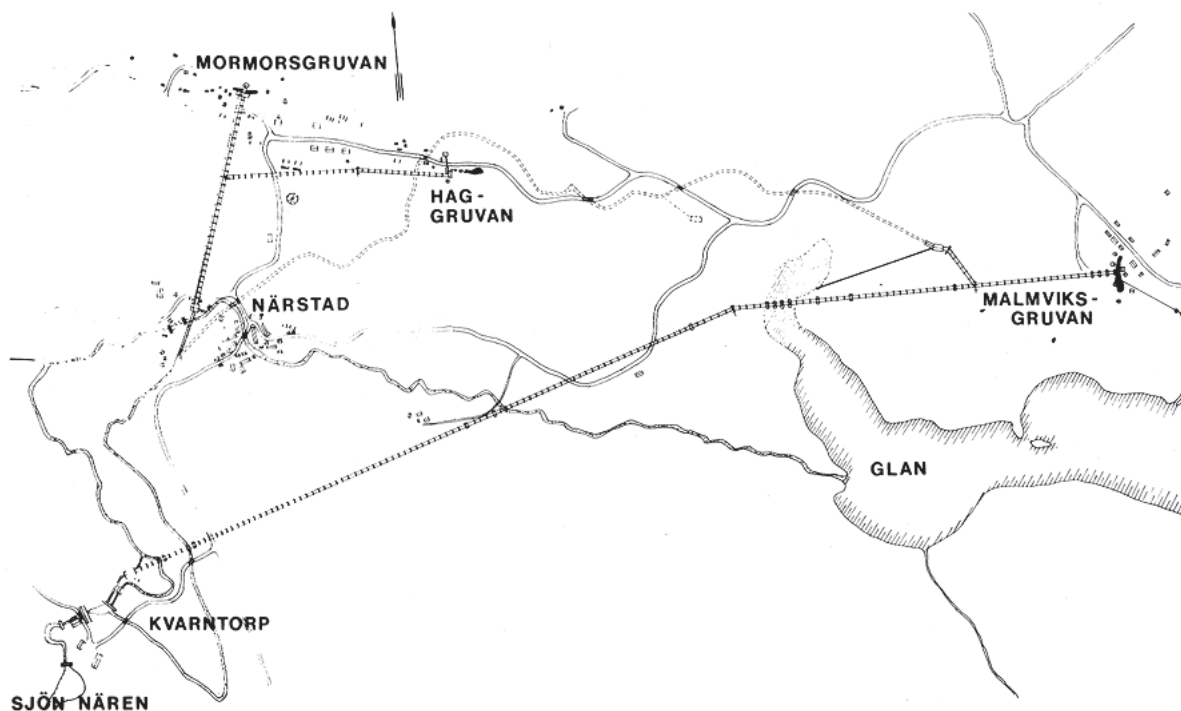 MORMORSGRUVAN
HAG-
GRUVAN
NÄRSTAD
MALMVIKS-
GRUVAN
GLAN
KVARNTORP
SJÖN NÄREN